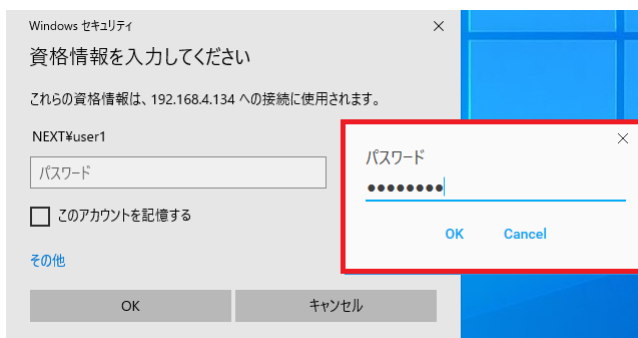 Windows セキュリティ
資格情報を入力してください
これらの資格情報は、192.168.4.134 への接続に使用されます。
NEXT¥user1
パスワード
このアカウントを記憶する
その他
OK キャンセル
パスワード
●●●●●●●●
OK Cancel